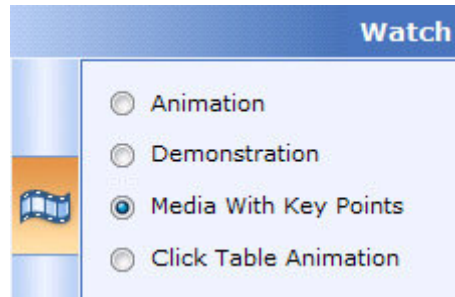 Watch
Animation
Demonstration
Media With Key Points
Click Table Animation